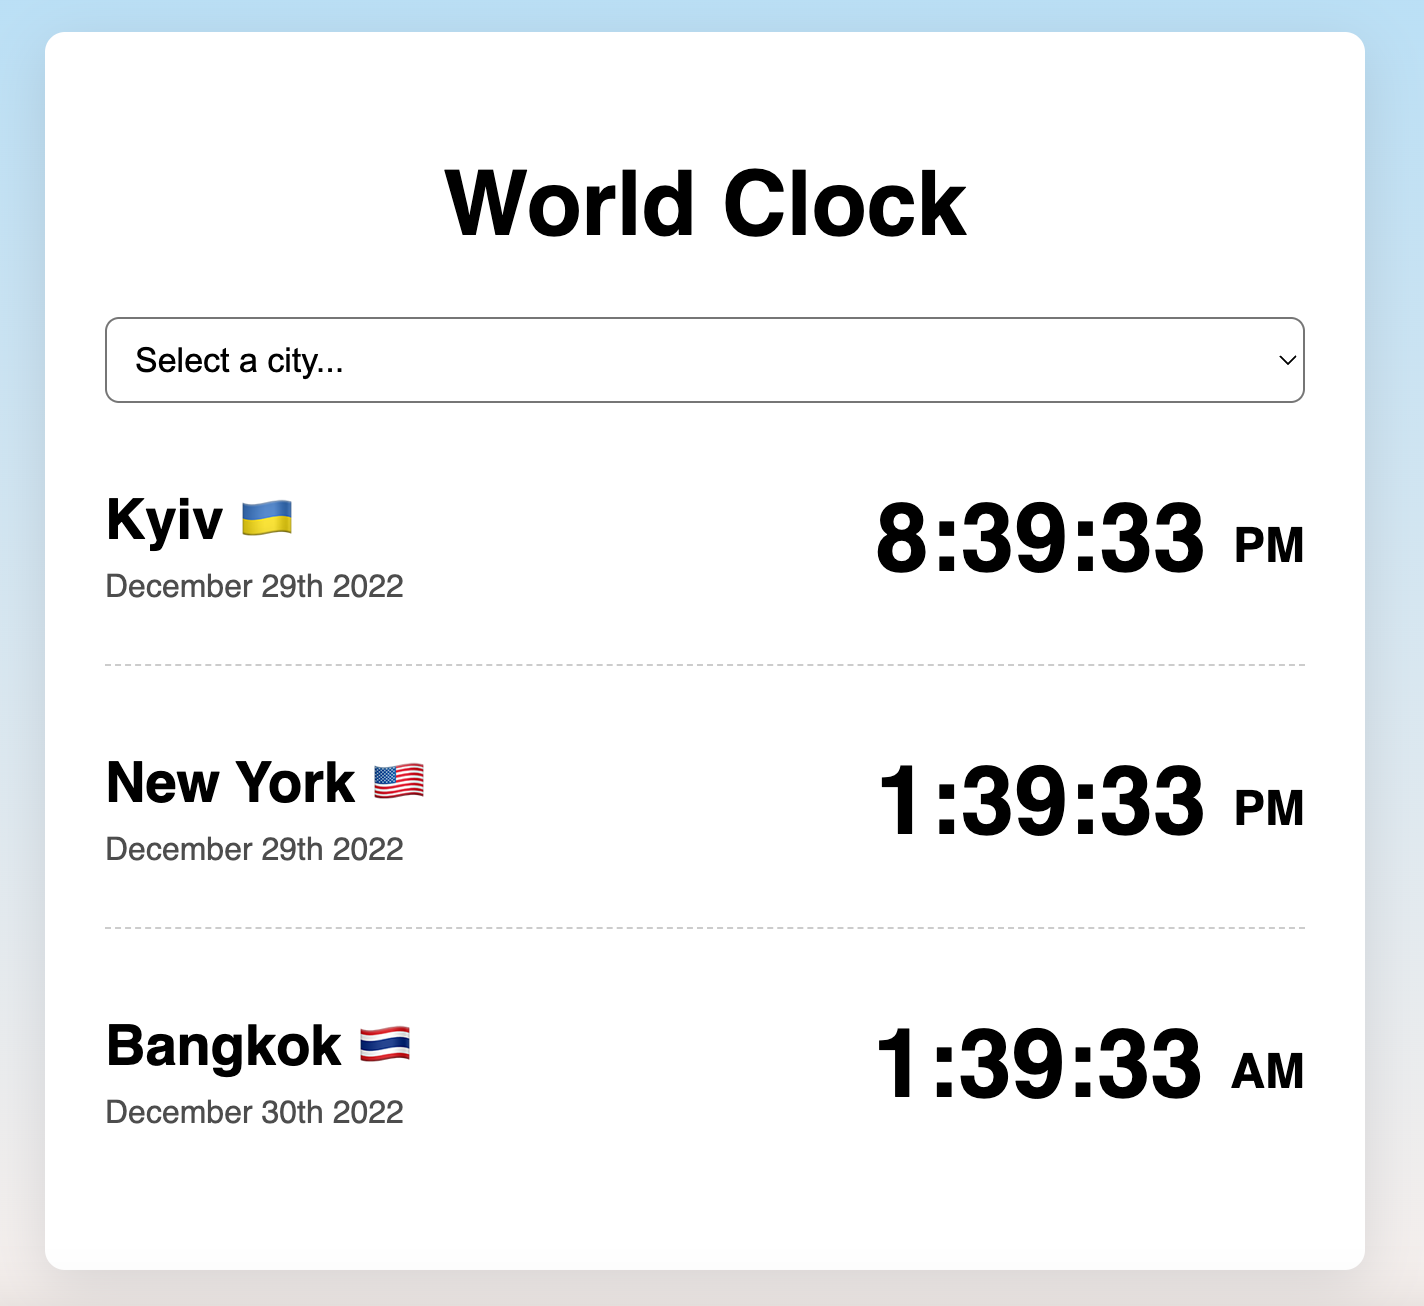 World Clock
Select a city...
Kyiv 🇺🇦
8:39:33 PM
December 29th 2022
New York 🇺🇸
1:39:33 PM
December 29th 2022
Bangkok 🇹🇭
1:39:33 AM
December 30th 2022